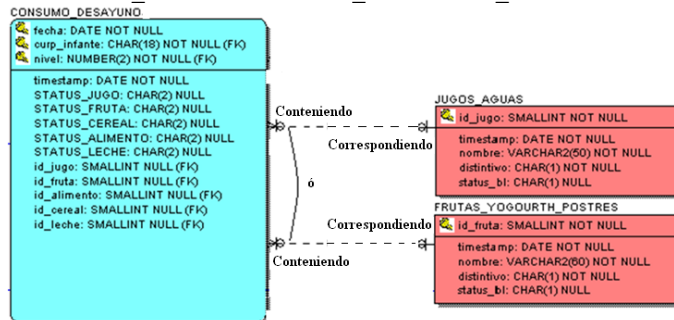 CONSUMO_DESAYUNO
fecha: DATE NOT NULL
curp_infante: CHAR(18) NOT NULL (FK)
nivel: NUMBER(2) NOT NULL (FK)
timestamp: DATE NOT NULL
STATUS_JUGO: CHAR(2) NULL
STATUS_FRUTA: CHAR(2) NULL
STATUS_CEREAL: CHAR(2) NULL
STATUS_ALIMENTO: CHAR(2) NULL
STATUS_LECHE: CHAR(2) NULL
id_jugo: SMALLINT NULL (FK)
id_fruta: SMALLINT NULL (FK)
id_alimento: SMALLINT NULL (FK)
id_cereal: SMALLINT NULL (FK)
id_leche: SMALLINT NULL (FK)
Conteniendo
Correspondiendo
ó
Correspondiendo
Conteniendo
JUGOS_AGUAS
id_jugo: SMALLINT NOT NULL
timestamp: DATE NOT NULL
nombre: VARCHAR2(50) NOT NULL
distintivo: CHAR(1) NOT NULL
status_bl: CHAR(1) NULL
FRUTAS_YOGOURTH_POSTRES
id_fruta: SMALLINT NOT NULL
timestamp: DATE NOT NULL
nombre: VARCHAR2(60) NOT NULL
distintivo: CHAR(1) NOT NULL
status_bl: CHAR(1) NULL